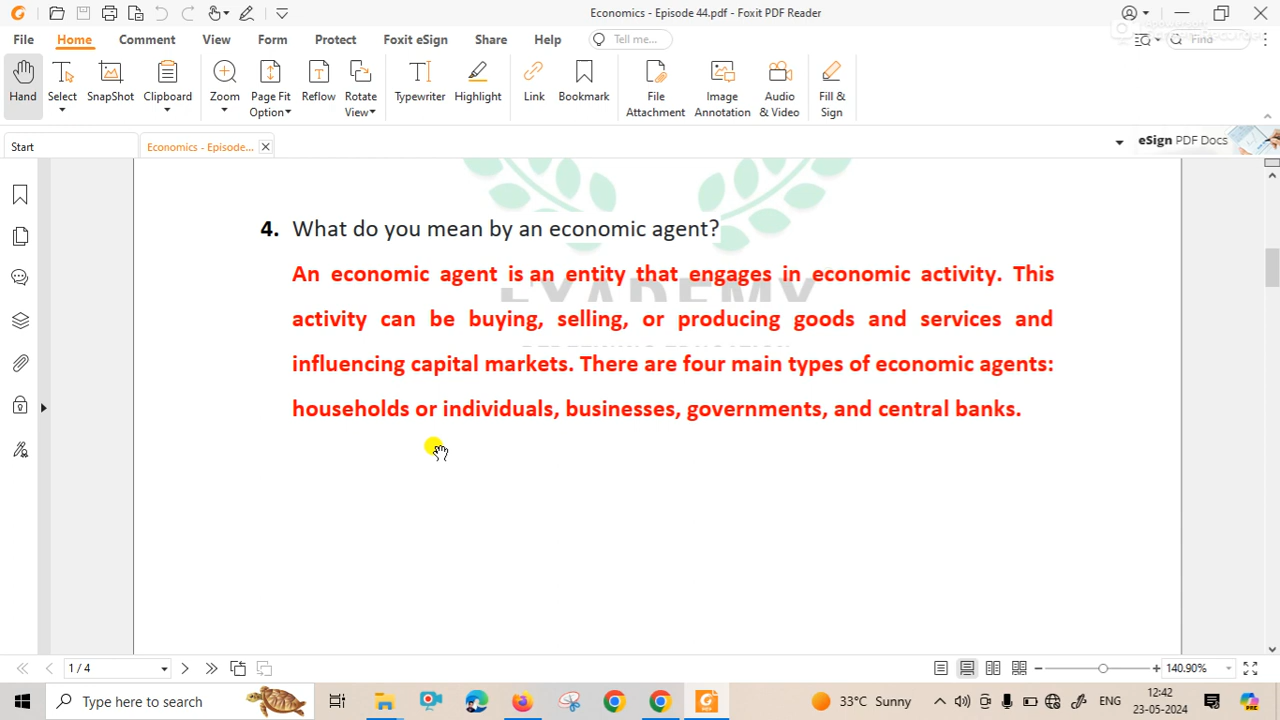 Economics - Episode 44.pdf - Foxit PDF Reader
File Home Comment View Form Protect Foxit eSign Share Help Tell me... Find
Hand Select SnapShot Clipboard Zoom Page Fit Option Reflow Rotate View Typewriter Highlight Link Bookmark File Attachment Image Annotation Audio & Video Fill & Sign
Start Economics - Episode... eSign PDF Docs
4. What do you mean by an economic agent?
An economic agent is an entity that engages in economic activity. This
activity can be buying, selling, or producing goods and services and
influencing capital markets. There are four main types of economic agents:
households or individuals, businesses, governments, and central banks.
1 / 4 140.90%
Type here to search 33°C Sunny ENG 12:42
23-05-2024